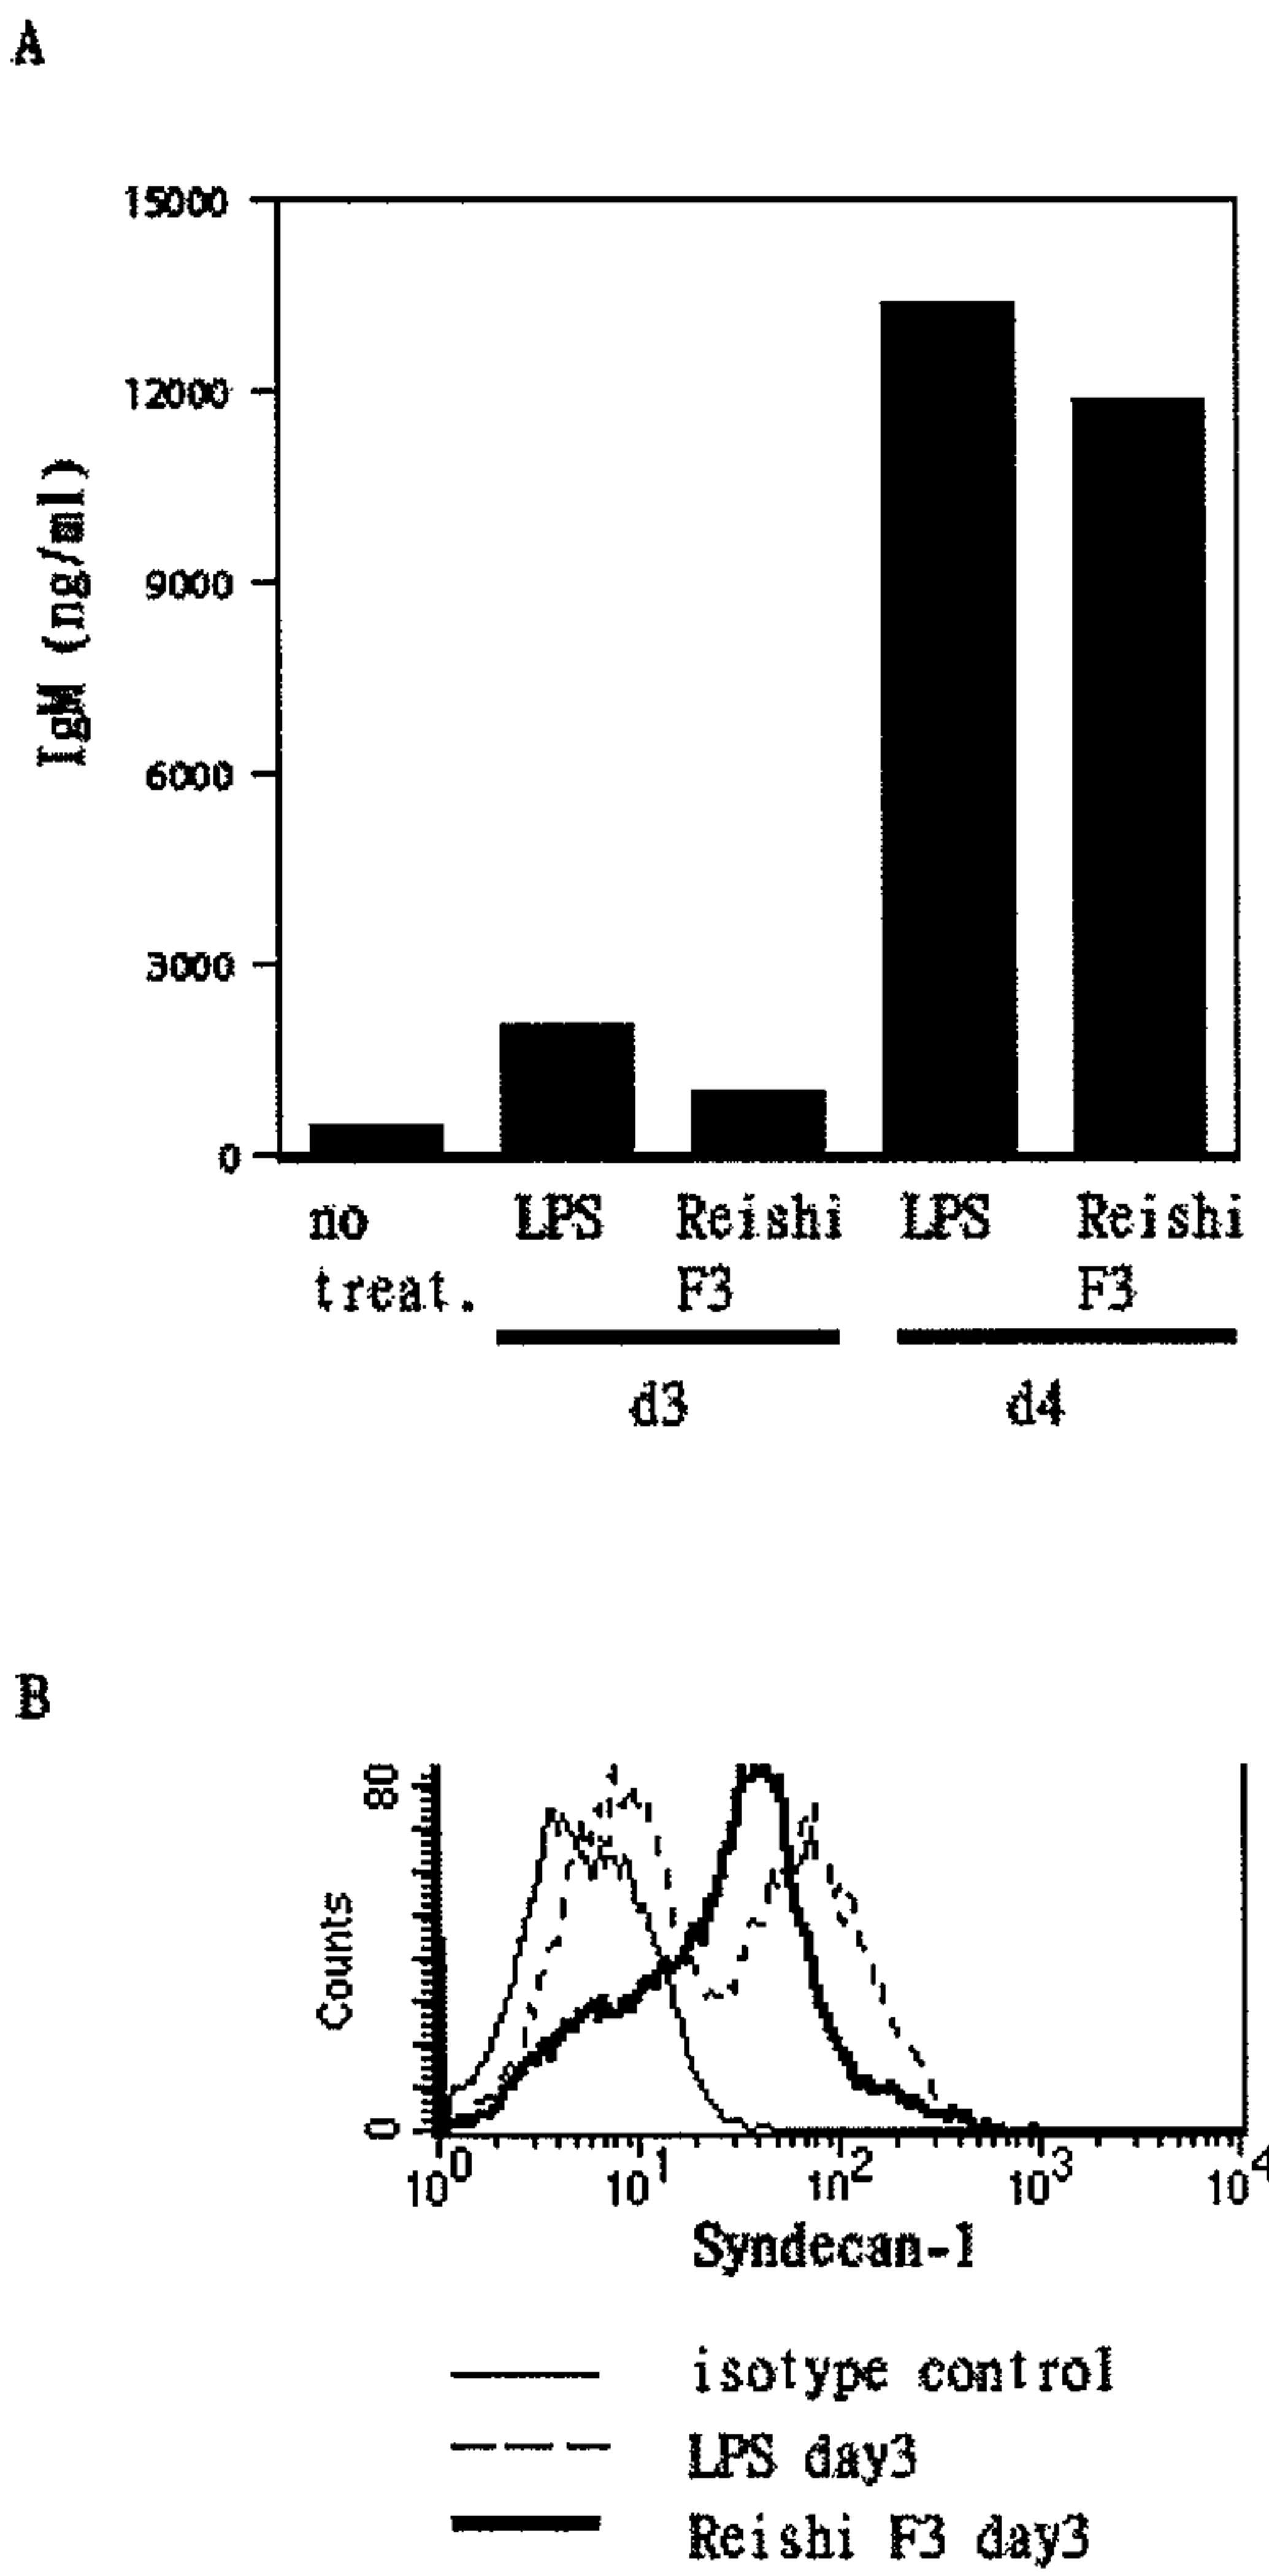 A
15000
12000
9000
6000
3000
0
IgM (ng/ml)
no treat.
LPS
Reishi F3
LPS
Reishi F3
d3
d4
B
80
0
Counts
10^0
10^1
10^2
10^3
10^4
Syndecan-1
isotype control
LPS day3
Reishi F3 day3